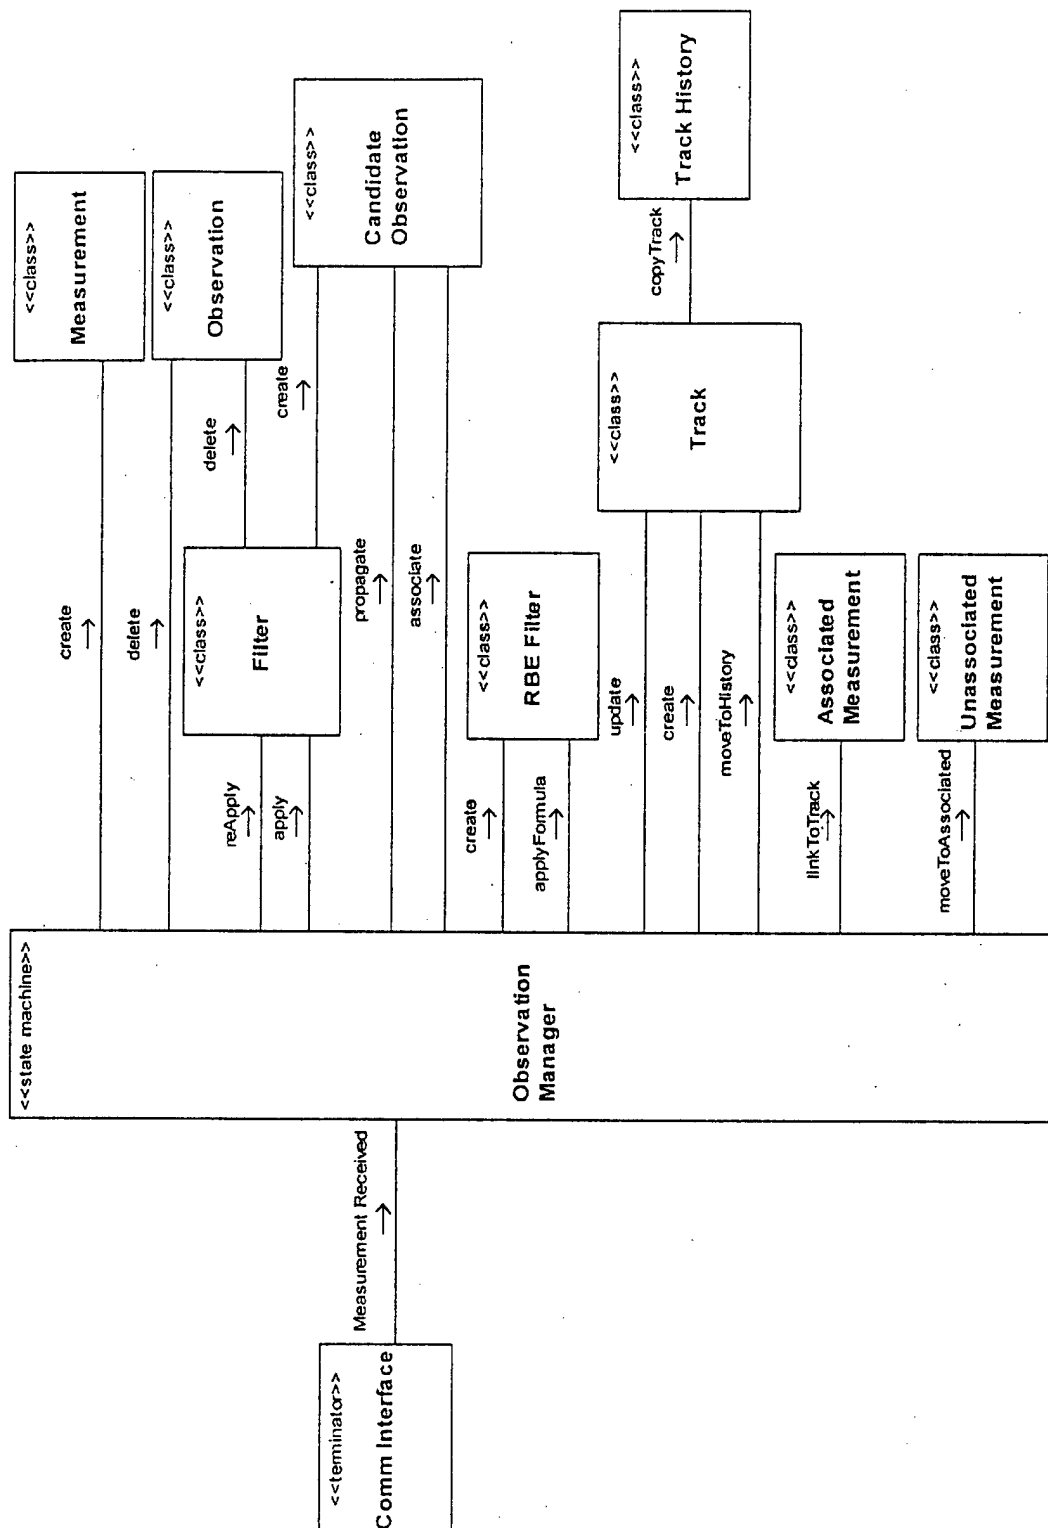 <<terminator>>
Comm Interface
Measurement Received
<<state machine>>
Observation
Manager
create
<<class>>
Measurement
delete
<<class>>
Observation
reApply
apply
<<class>>
Filter
delete
create
<<class>>
Candidate
Observation
propagate
associate
create
applyFormula
<<class>>
RBE Filter
update
create
moveToHistory
<<class>>
Track
copyTrack
<<class>>
Track History
linkToTrack
<<class>>
Associated
Measurement
moveToAssociated
<<class>>
Unassociated
Measurement